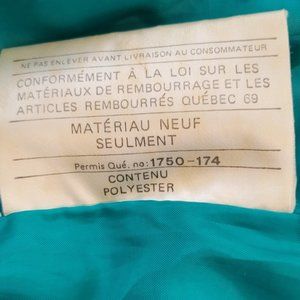 NE PAS ENLEVER AVANT LIVRAISON AU CONSOMMATEUR
CONFORMÉMENT À LA LOI SUR LES
MATÉRIAUX DE REMBOURRAGE ET LES
ARTICLES REMBOURRÉS QUÉBEC 69
MATÉRIAU NEUF
SEULMENT
Permis Qué. no: 1750-174
CONTENU
POLYESTER